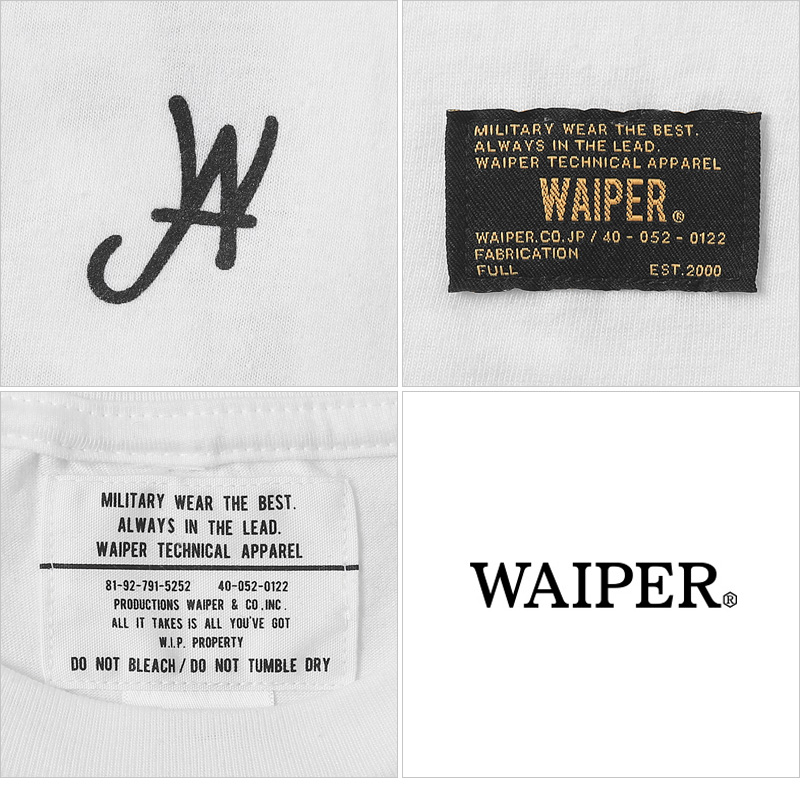 WA
MILITARY WEAR THE BEST.
ALWAYS IN THE LEAD.
WAIPER TECHNICAL APPAREL
WAIPER®
WAIPER.CO.JP / 40 - 052 - 0122
FABRICATION
FULL EST.2000
MILITARY WEAR THE BEST.
ALWAYS IN THE LEAD.
WAIPER TECHNICAL APPAREL
81-92-791-5252 40-052-0122
PRODUCTIONS WAIPER & CO.,INC.
ALL IT TAKES IS ALL YOU'VE GOT
W.I.P. PROPERTY
DO NOT BLEACH / DO NOT TUMBLE DRY
WAIPER®